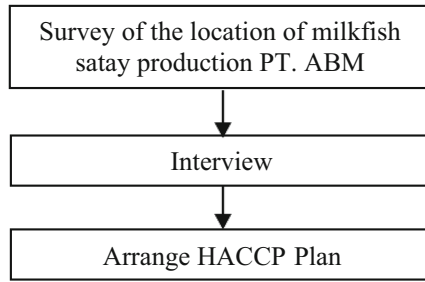 Survey of the location of milkfish
satay production PT. ABM
Interview
Arrange HACCP Plan